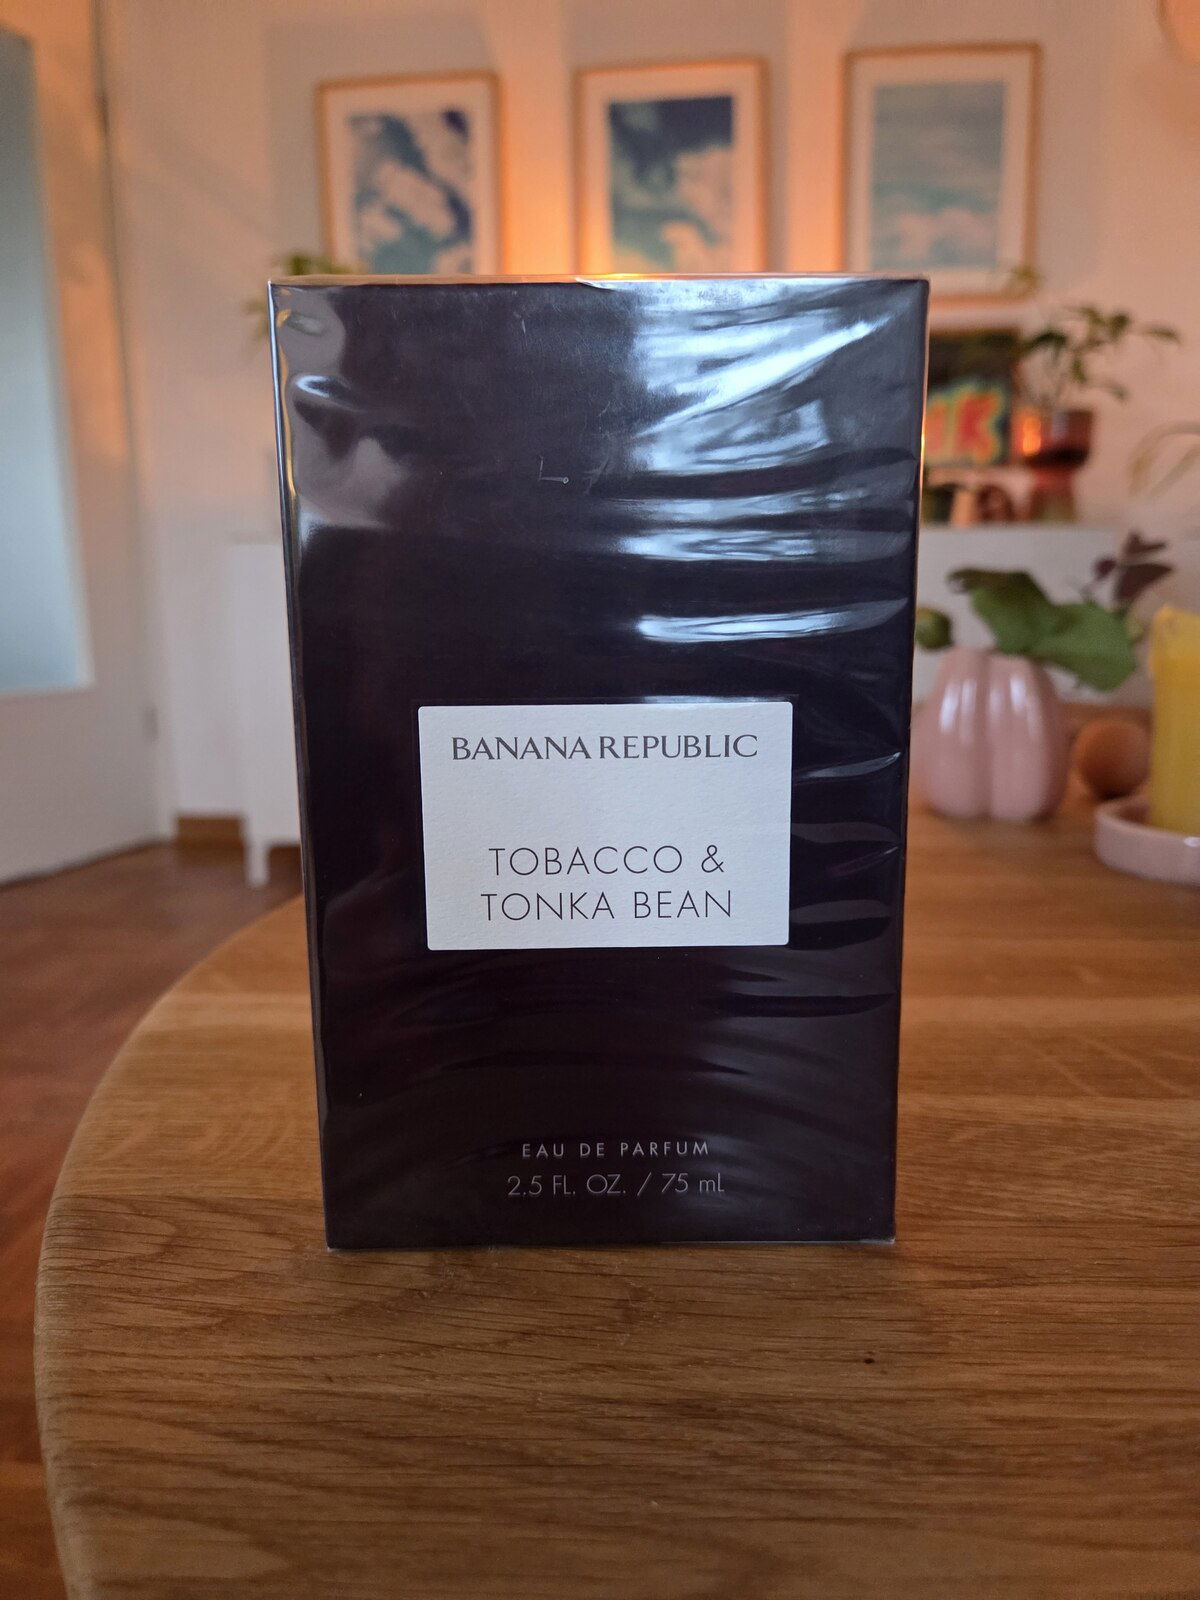 BANANA REPUBLIC
TOBACCO &
TONKA BEAN
EAU DE PARFUM
2.5 FL. OZ. / 75 mL